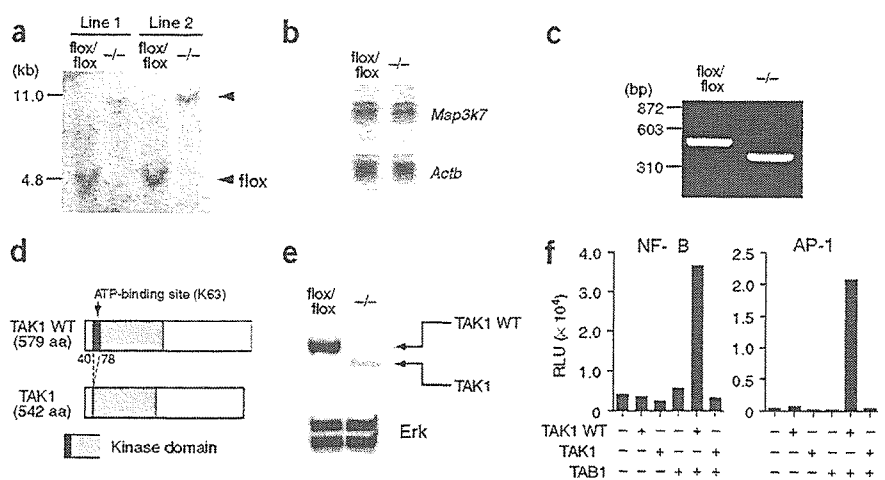 a
Line 1 Line 2
flox/flox –/– flox/flox –/–
(kb)
11.0
4.8
flox
b
flox/flox –/–
Map3k7
Actb
c
flox/flox –/–
(bp)
872
603
310
d
ATP-binding site (K63)
TAK1 WT
(579 aa)
40 78
TAK1
(542 aa)
Kinase domain
e
flox/flox –/–
TAK1 WT
TAK1
Erk
f
NF- B
AP-1
RLU (× 10⁴)
4.0
3.0
2.0
1.0
0
2.5
2.0
1.5
1.0
0.5
0
TAK1 WT – + – – + – – + – – + –
TAK1 – – + – – + – – + – – +
TAB1 – – – + + + – – – + + +